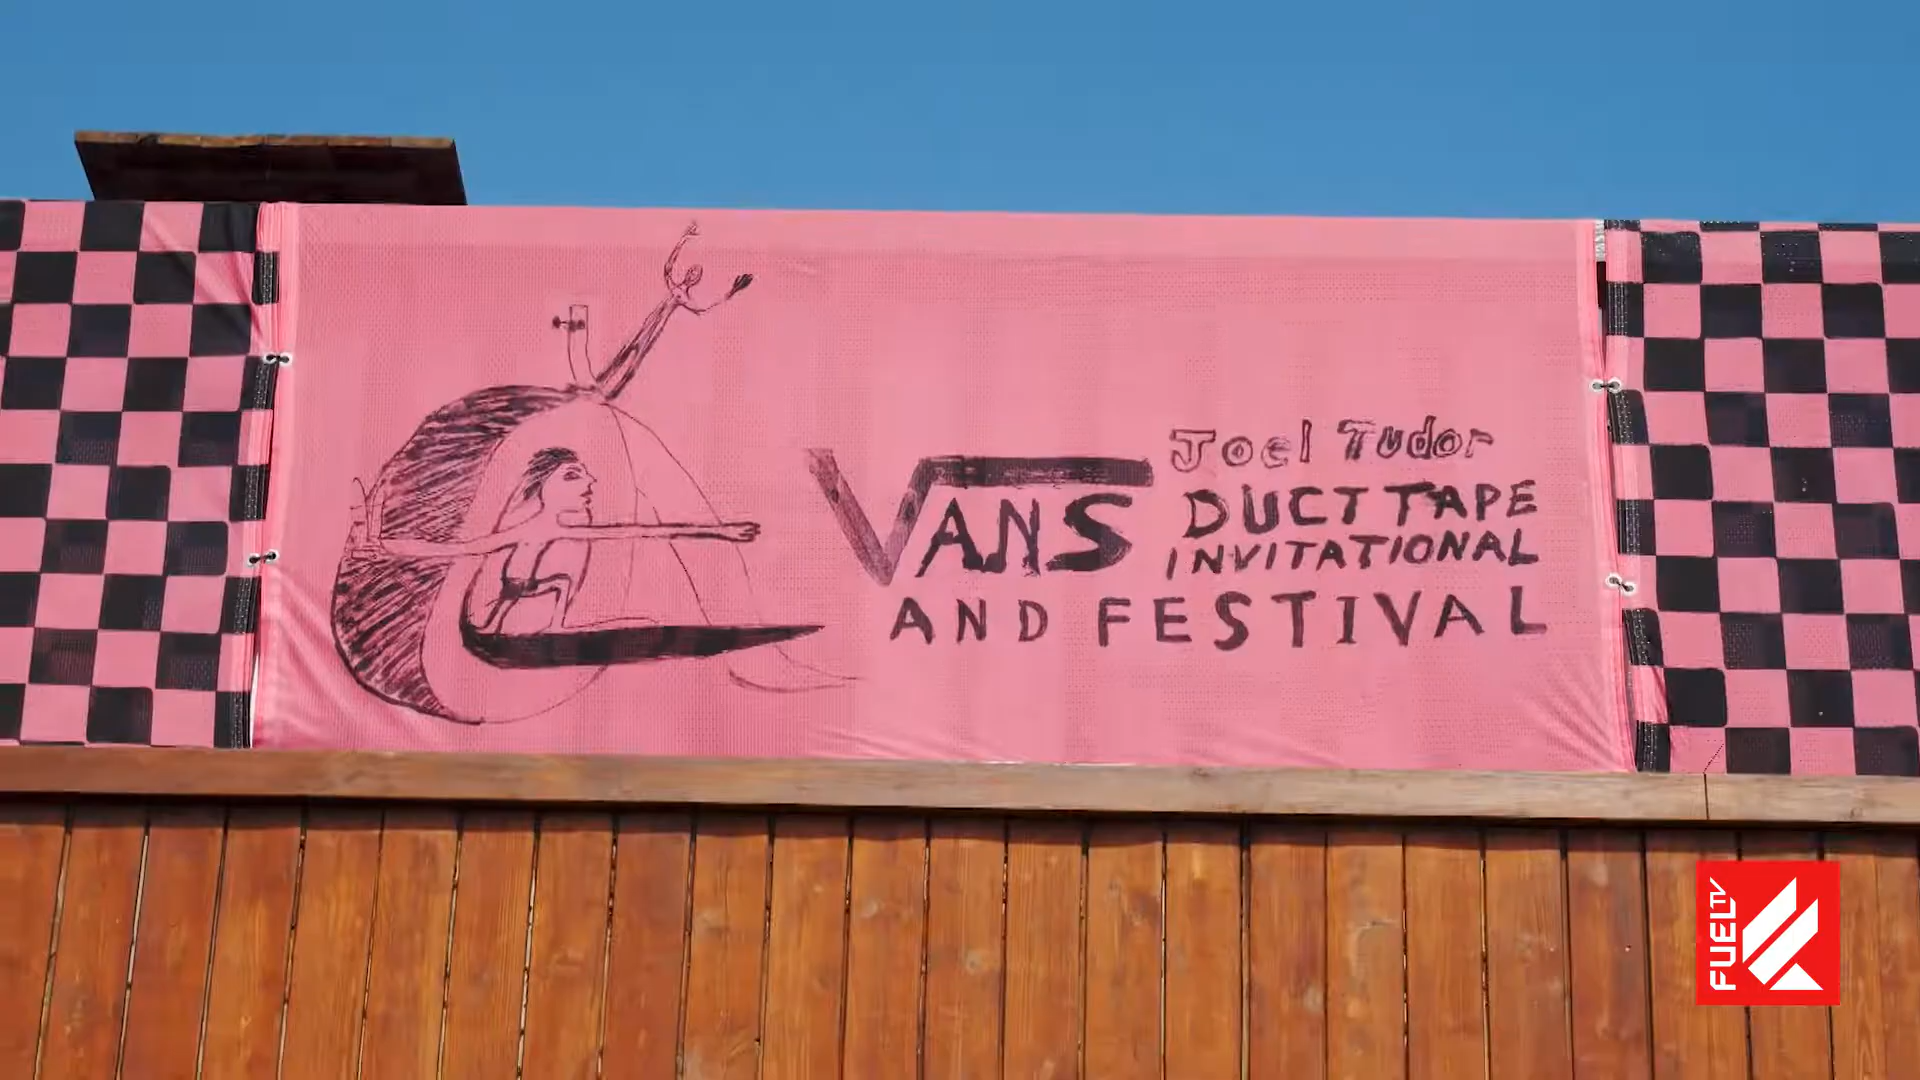 Joel Tudor
VANS DUCT TAPE
INVITATIONAL
AND FESTIVAL
FUEL TV